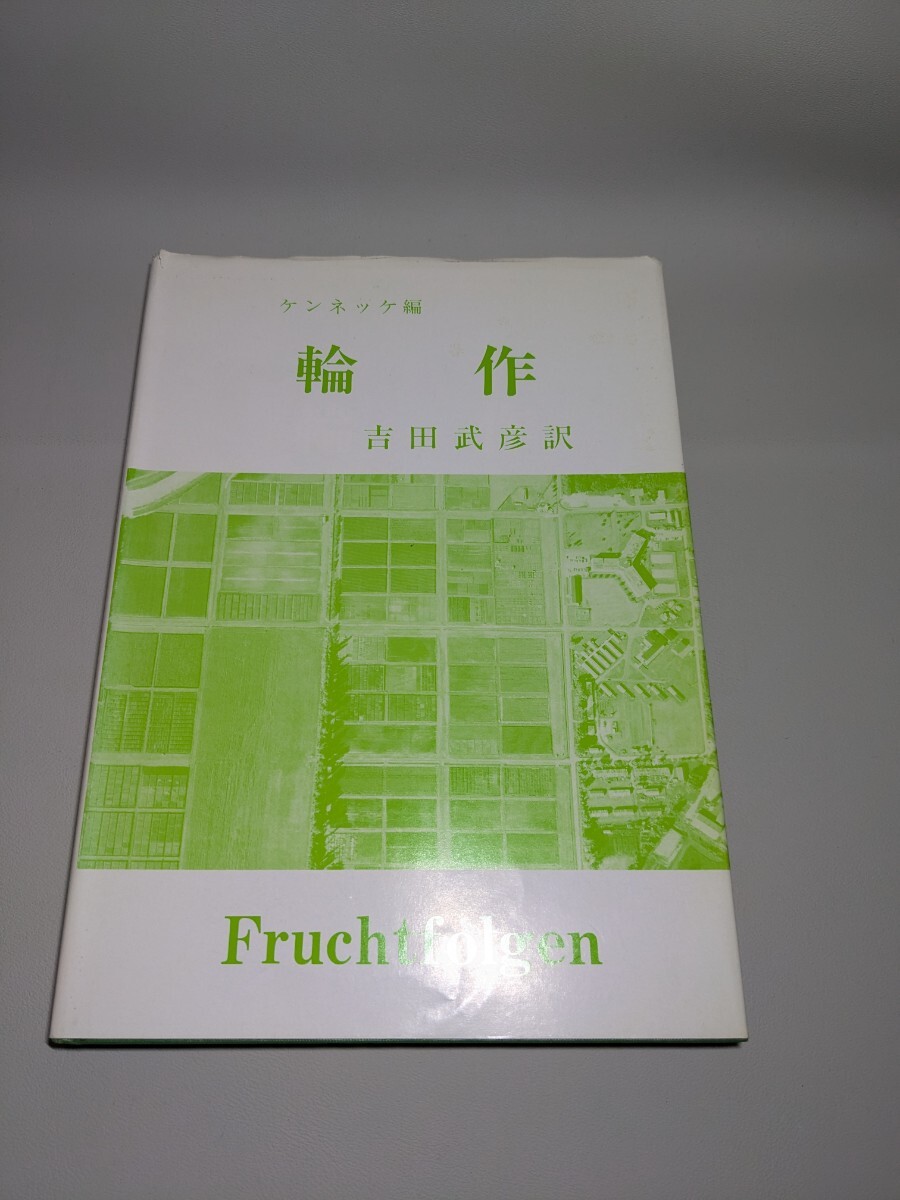 ケンネッケ編
輪作
吉田武彦訳
Fruchtfolgen